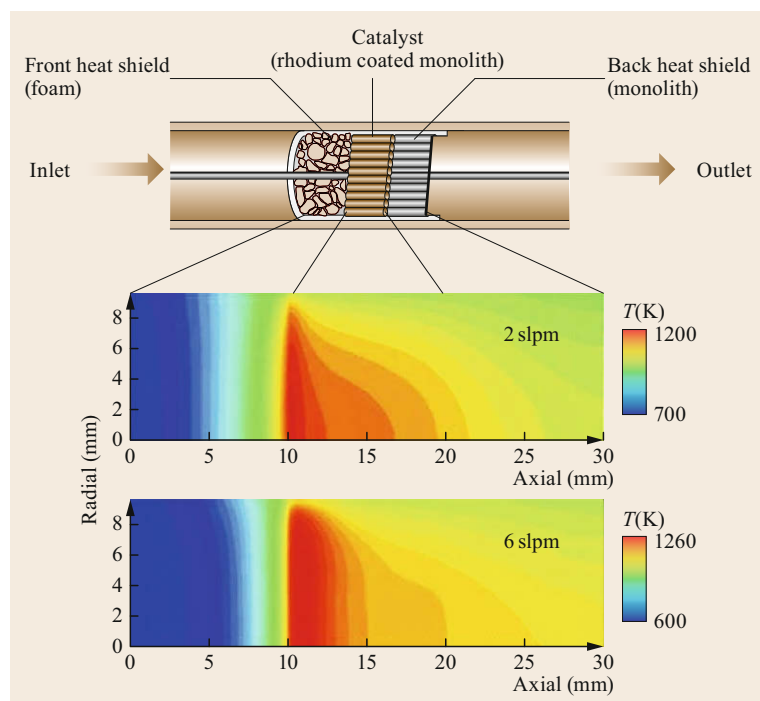 Catalyst
(rhodium coated monolith)
Front heat shield
(foam)
Back heat shield
(monolith)
Inlet
Outlet
Radial (mm)
8
6
4
2
0
2 slpm
0 5 10 15 20 25 30
Axial (mm)
T(K)
1200
700
8
6
4
2
0
6 slpm
0 5 10 15 20 25 30
Axial (mm)
T(K)
1260
600